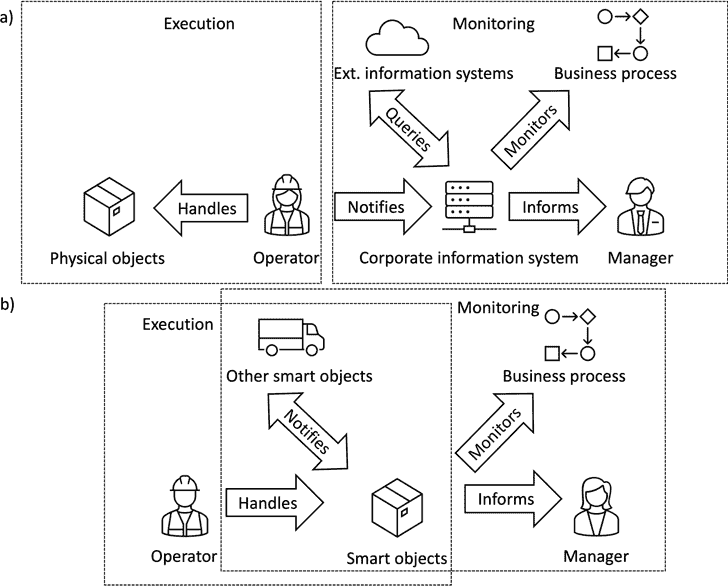 a)
Execution
Monitoring
Ext. information systems
Business process
Queries
Monitors
Handles
Notifies
Informs
Physical objects
Operator
Corporate information system
Manager
b)
Execution
Monitoring
Other smart objects
Business process
Notifies
Monitors
Handles
Informs
Operator
Smart objects
Manager